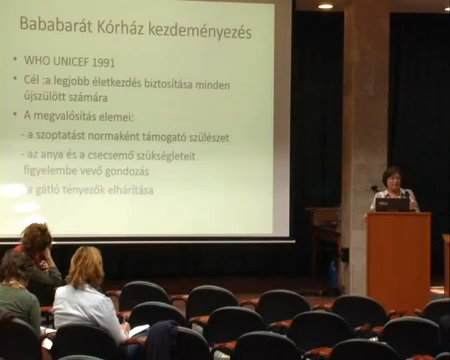 Bababarát Kórház kezdeményezés
• WHO UNICEF 1991
• Cél :a legjobb életkezdés biztosítása minden
újszülött számára
• A megvalósítás elemei:
- a szoptatást normaként támogató szülészet
- az anya és a csecsemő szükségleteit
figyelembe vevő gondozás
- a gátló tényezők elhárítása